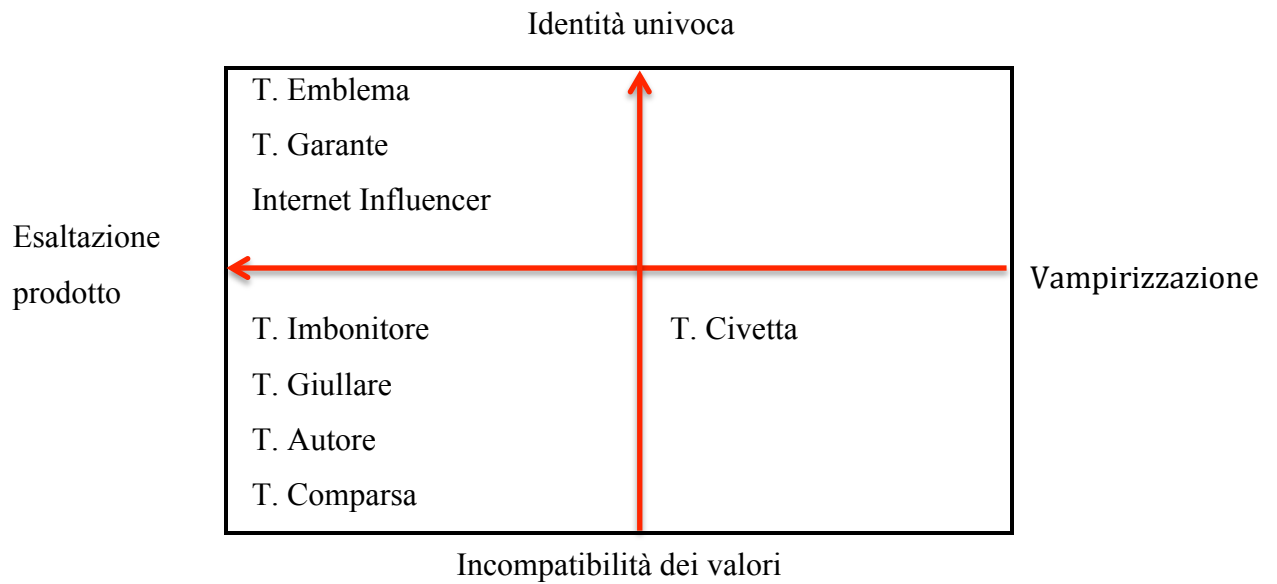 Identità univoca
T. Emblema
T. Garante
Internet Influencer
Esaltazione
prodotto
Vampirizzazione
T. Imbonitore
T. Civetta
T. Giullare
T. Autore
T. Comparsa
Incompatibilità dei valori